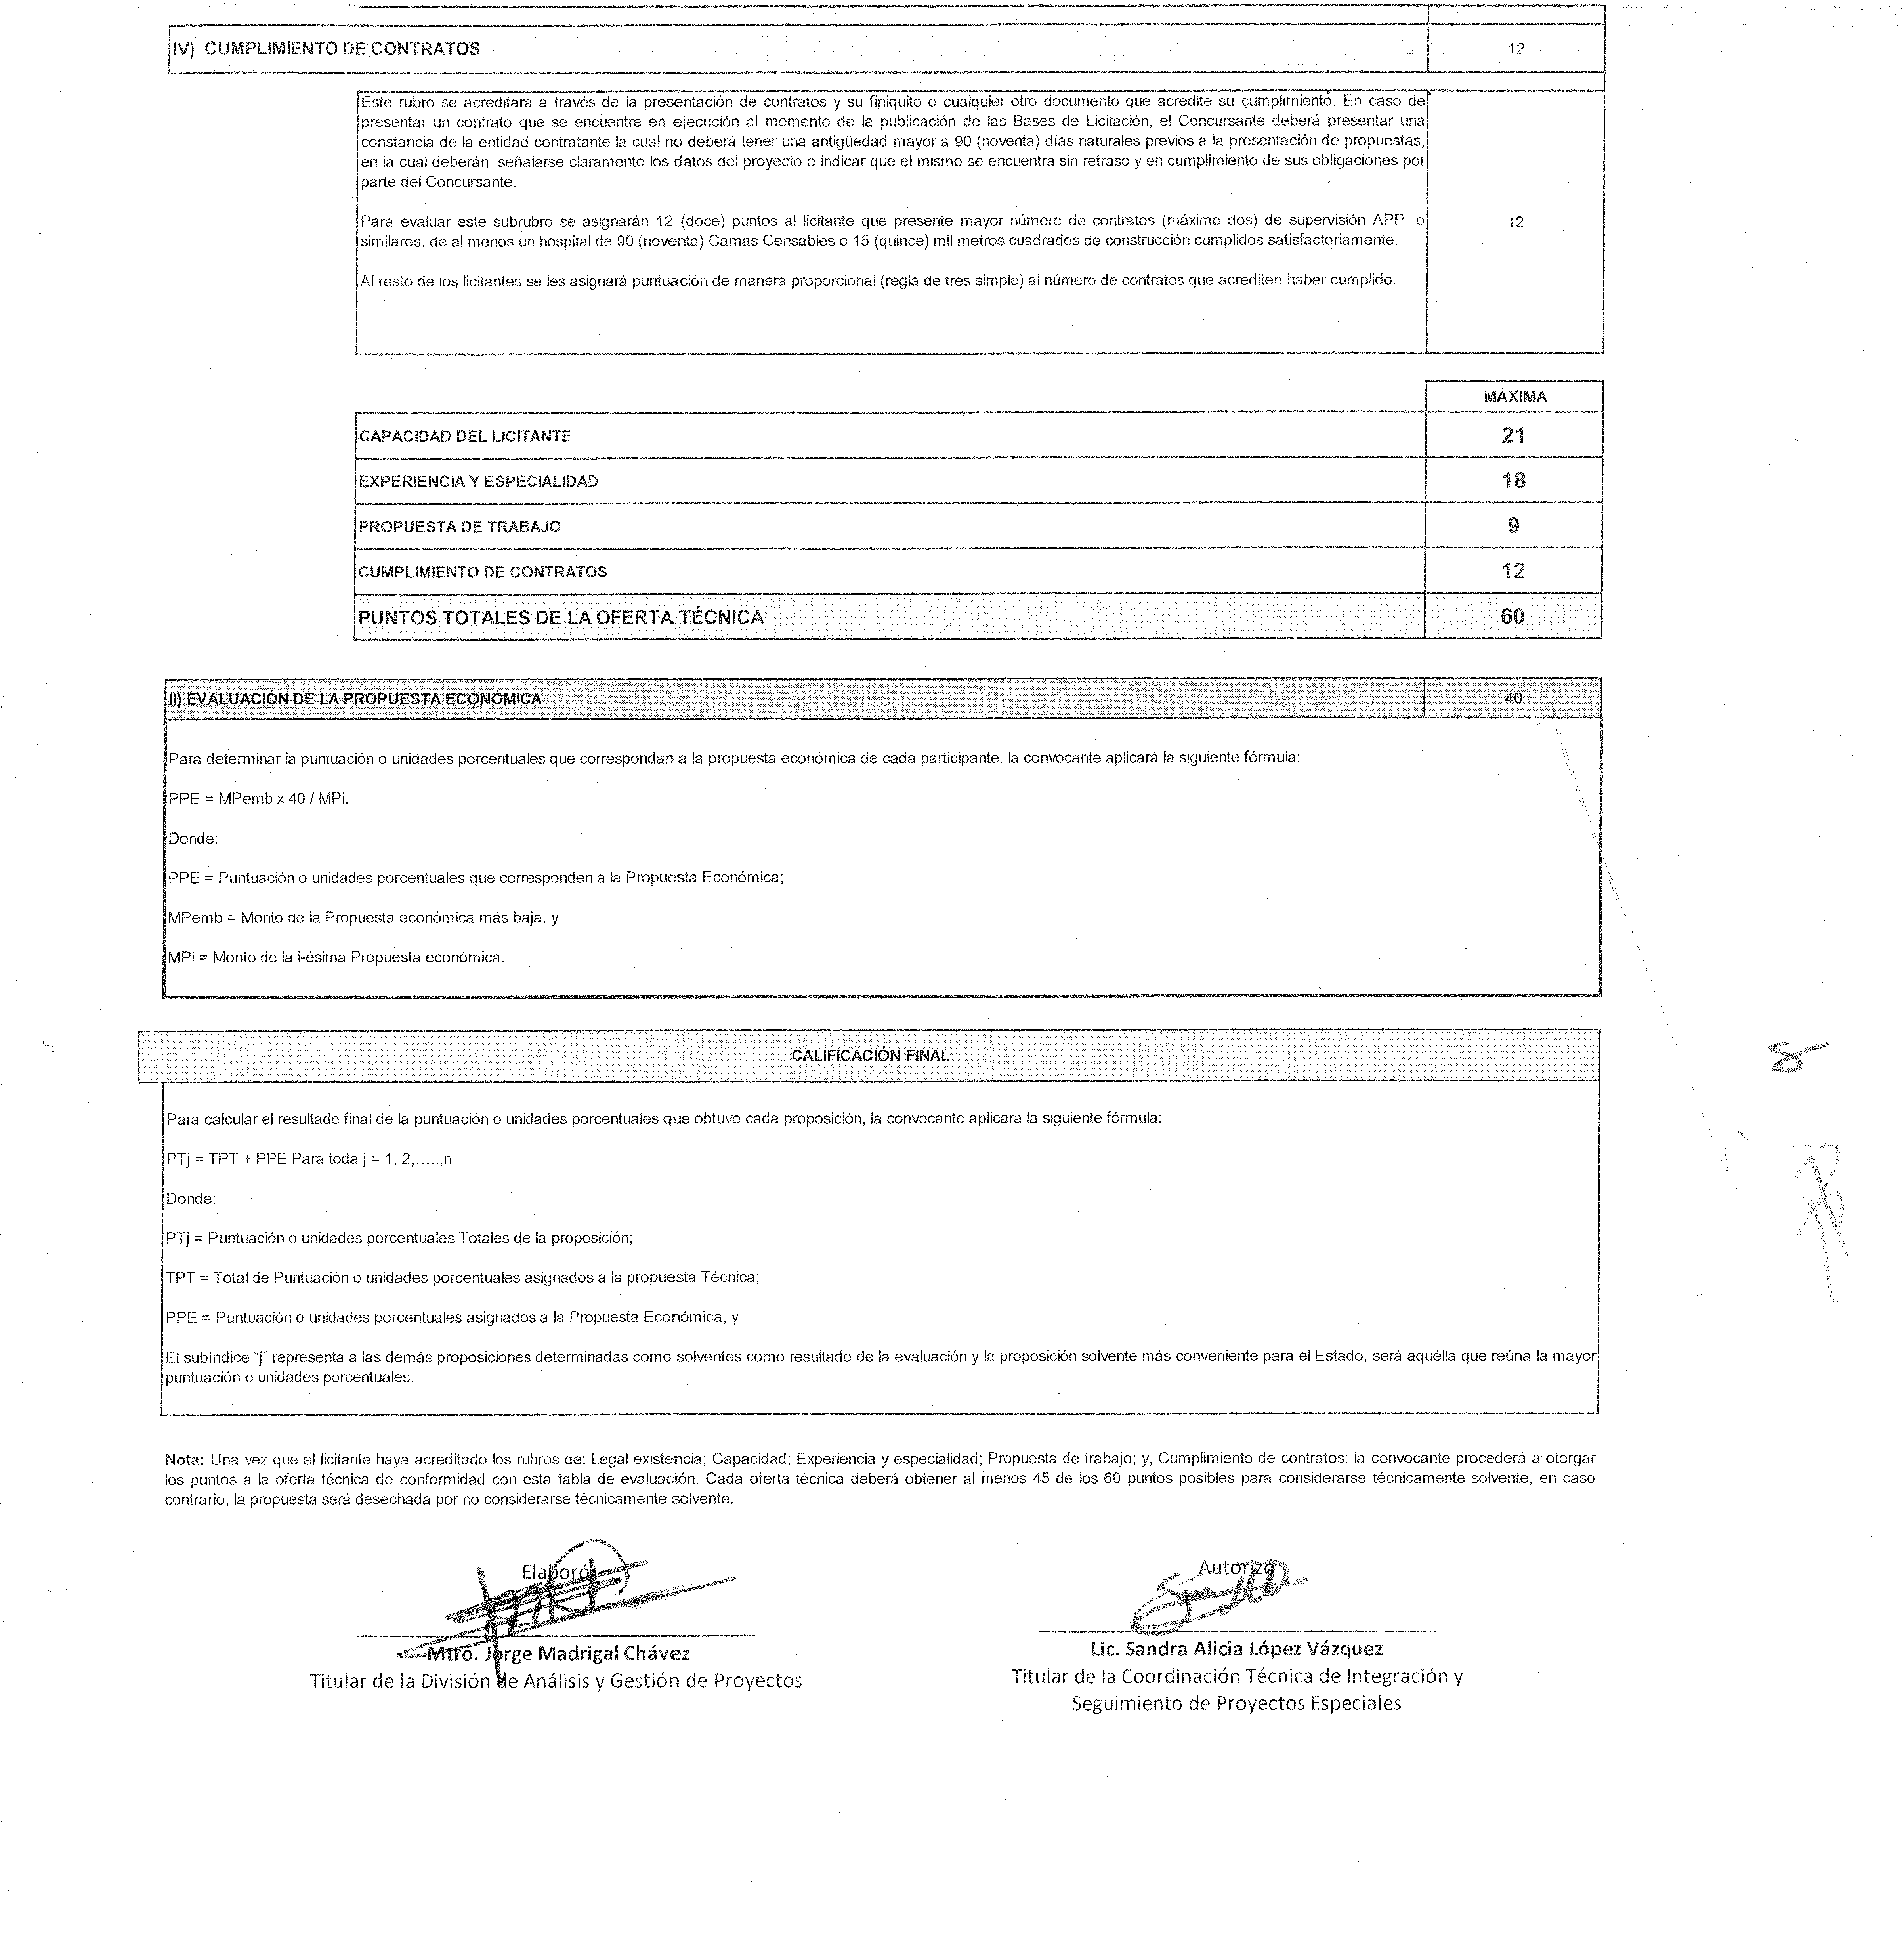 IV) CUMPLIMIENTO DE CONTRATOS 12
Este rubro se acreditará a través de la presentación de contratos y su finiquito o cualquier otro documento que acredite su cumplimiento. En caso de
presentar un contrato que se encuentre en ejecución al momento de la publicación de las Bases de Licitación, el Concursante deberá presentar una
constancia de la entidad contratante la cual no deberá tener una antigüedad mayor a 90 (noventa) días naturales previos a la presentación de propuestas,
en la cual deberán señalarse claramente los datos del proyecto e indicar que el mismo se encuentra sin retraso y en cumplimiento de sus obligaciones por
parte del Concursante.
Para evaluar este subrubro se asignarán 12 (doce) puntos al licitante que presente mayor número de contratos (máximo dos) de supervisión APP o
similares, de al menos un hospital de 90 (noventa) Camas Censables o 15 (quince) mil metros cuadrados de construcción cumplidos satisfactoriamente.
12
Al resto de los licitantes se les asignará puntuación de manera proporcional (regla de tres simple) al número de contratos que acrediten haber cumplido.
MÁXIMA
CAPACIDAD DEL LICITANTE 21
EXPERIENCIA Y ESPECIALIDAD 18
PROPUESTA DE TRABAJO 9
CUMPLIMIENTO DE CONTRATOS 12
PUNTOS TOTALES DE LA OFERTA TÉCNICA 60
II) EVALUACIÓN DE LA PROPUESTA ECONÓMICA 40
Para determinar la puntuación o unidades porcentuales que correspondan a la propuesta económica de cada participante, la convocante aplicará la siguiente fórmula:
PPE = MPemb x 40 / MPi.
Donde:
PPE = Puntuación o unidades porcentuales que corresponden a la Propuesta Económica;
MPemb = Monto de la Propuesta económica más baja, y
MPi = Monto de la i-ésima Propuesta económica.
CALIFICACIÓN FINAL
Para calcular el resultado final de la puntuación o unidades porcentuales que obtuvo cada proposición, la convocante aplicará la siguiente fórmula:
PTj = TPT + PPE Para toda j = 1, 2,.....,n
Donde:
PTj = Puntuación o unidades porcentuales Totales de la proposición;
TPT = Total de Puntuación o unidades porcentuales asignados a la propuesta Técnica;
PPE = Puntuación o unidades porcentuales asignados a la Propuesta Económica, y
El subíndice “j” representa a las demás proposiciones determinadas como solventes como resultado de la evaluación y la proposición solvente más conveniente para el Estado, será aquélla que reúna la mayor
puntuación o unidades porcentuales.
Nota: Una vez que el licitante haya acreditado los rubros de: Legal existencia; Capacidad; Experiencia y especialidad; Propuesta de trabajo; y, Cumplimiento de contratos; la convocante procederá a otorgar
los puntos a la oferta técnica de conformidad con esta tabla de evaluación. Cada oferta técnica deberá obtener al menos 45 de los 60 puntos posibles para considerarse técnicamente solvente, en caso
contrario, la propuesta será desechada por no considerarse técnicamente solvente.
Elaboró
Mtro. Jorge Madrigal Chávez
Titular de la División de Análisis y Gestión de Proyectos
Autorizó
Lic. Sandra Alicia López Vázquez
Titular de la Coordinación Técnica de Integración y
Seguimiento de Proyectos Especiales